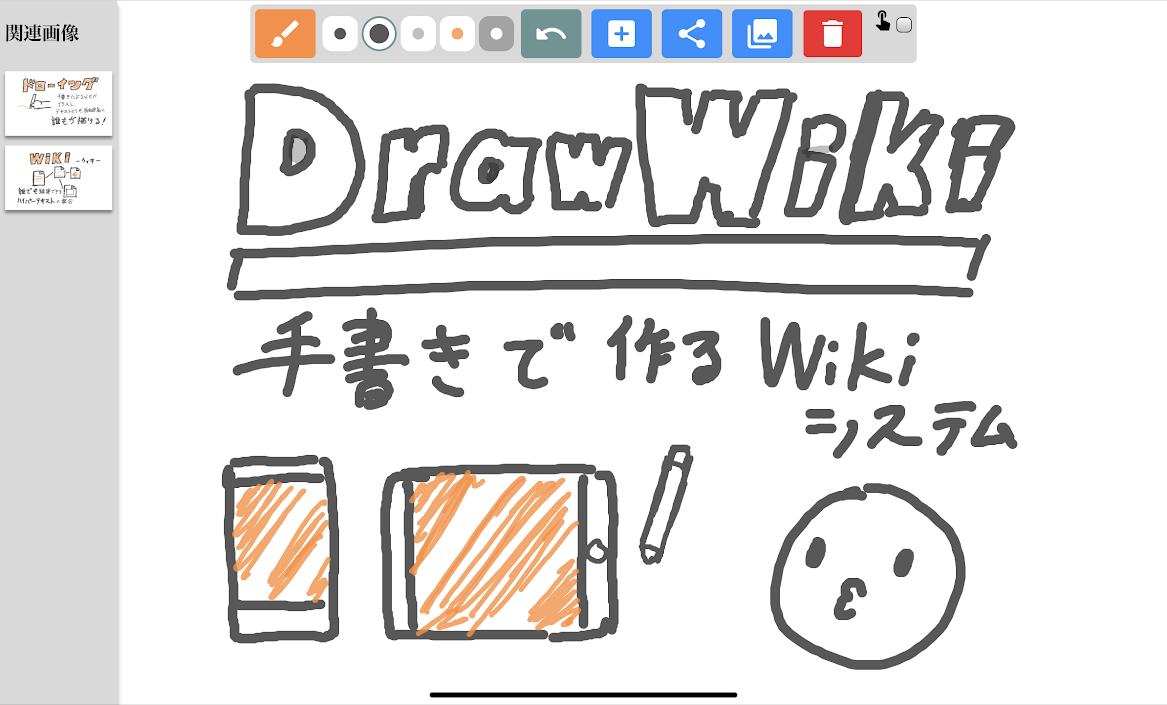 関連画像
ドローイング
誰もが描ける!
WiKi -ウィキー
誰でも編集できる
ハイパーテキストの集合
DrawWiki
手書きで作るWiki
システム